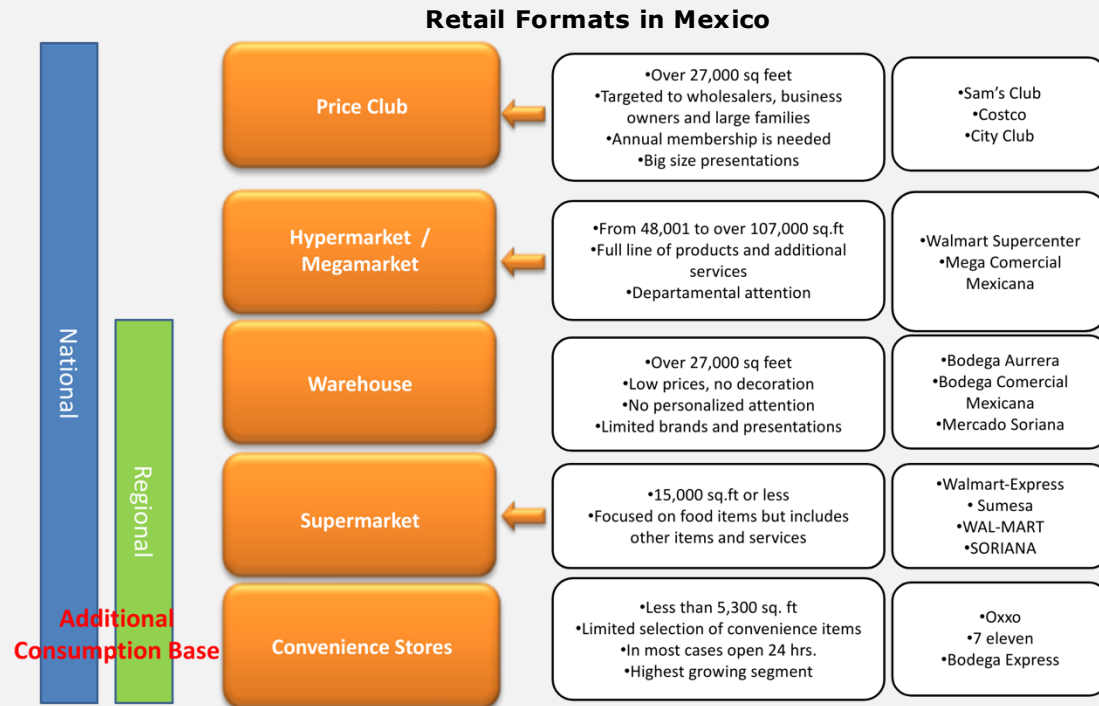 Retail Formats in Mexico
National
Regional
Additional
Consumption Base
Price Club
•Over 27,000 sq feet
•Targeted to wholesalers, business
owners and large families
•Annual membership is needed
•Big size presentations
•Sam's Club
•Costco
•City Club
Hypermarket /
Megamarket
•From 48,001 to over 107,000 sq.ft
•Full line of products and additional
services
•Departamental attention
•Walmart Supercenter
•Mega Comercial
Mexicana
Warehouse
•Over 27,000 sq feet
•Low prices, no decoration
•No personalized attention
•Limited brands and presentations
•Bodega Aurrera
•Bodega Comercial
Mexicana
•Mercado Soriana
Supermarket
•15,000 sq.ft or less
•Focused on food items but includes
other items and services
•Walmart-Express
• Sumesa
•WAL-MART
•SORIANA
Convenience Stores
•Less than 5,300 sq. ft
•Limited selection of convenience items
•In most cases open 24 hrs.
•Highest growing segment
•Oxxo
•7 eleven
•Bodega Express